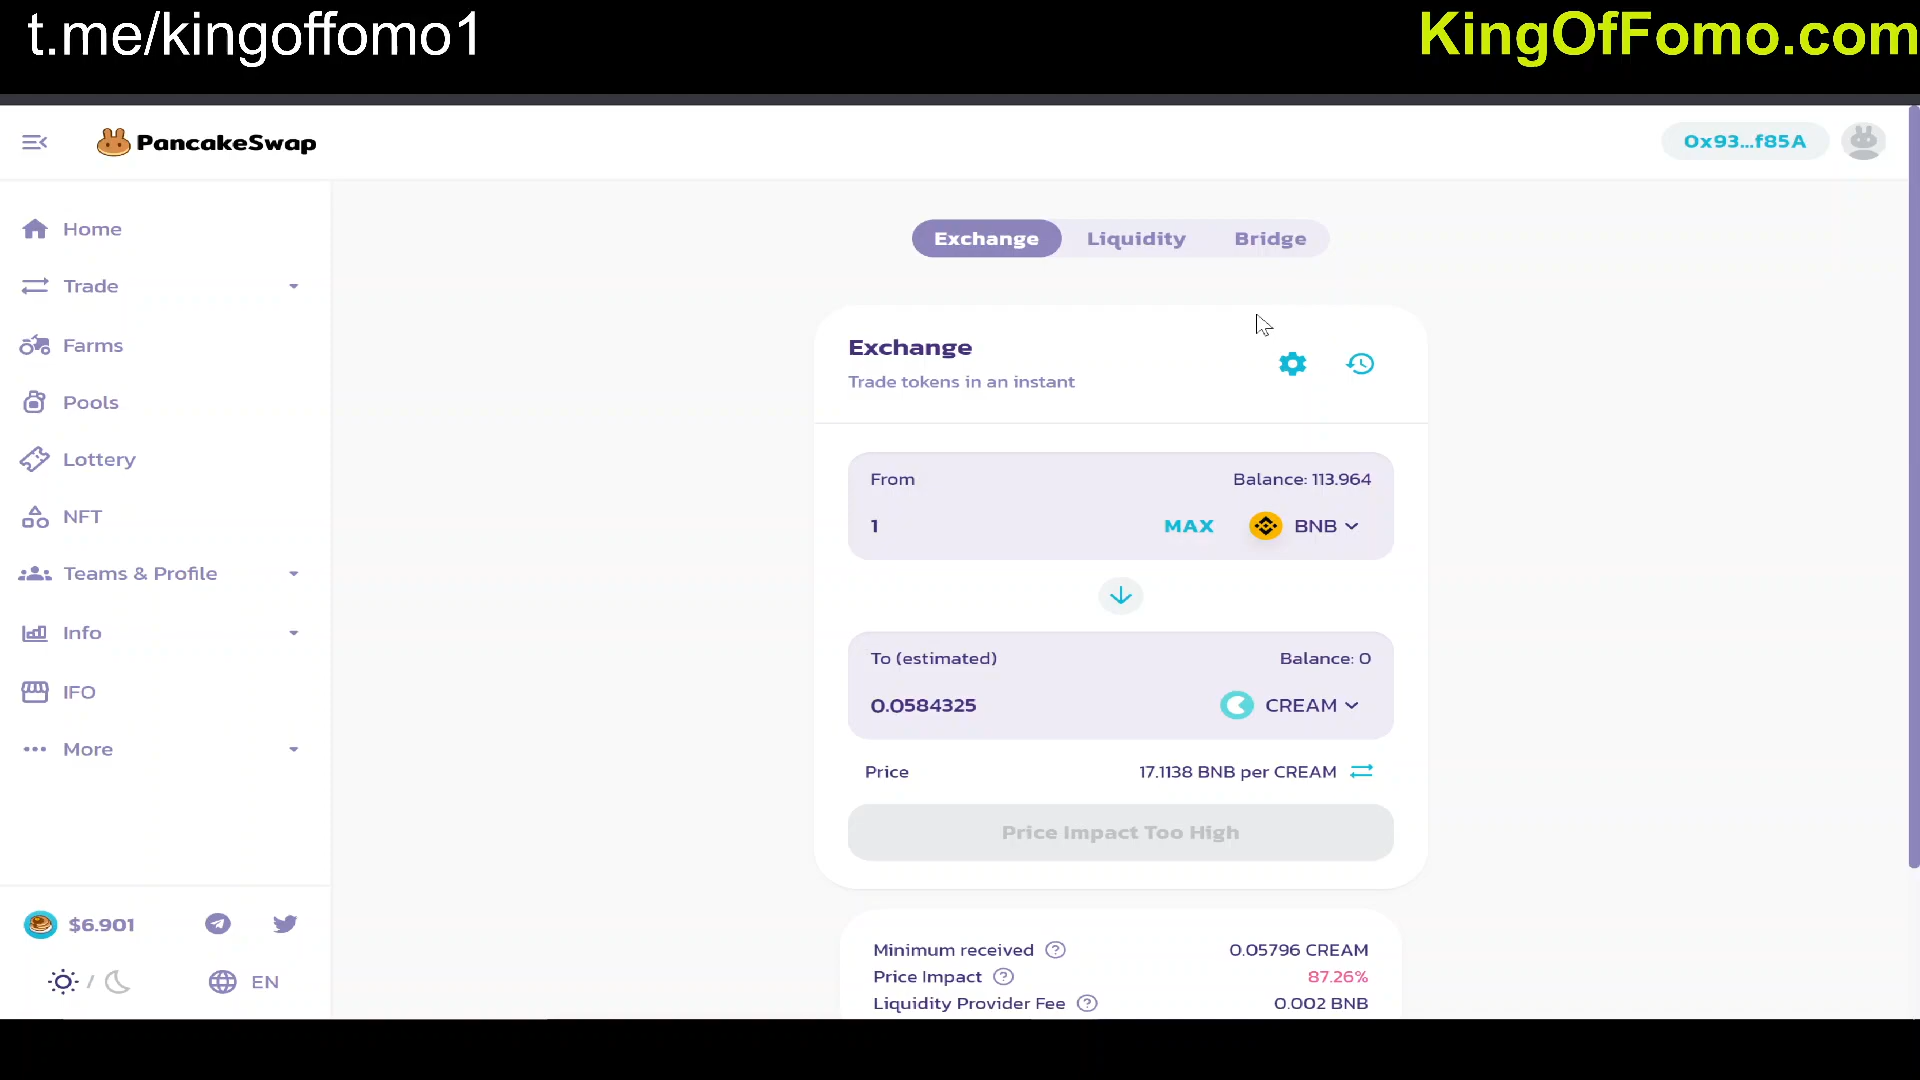 t.me/kingoffomo1
KingOfFomo.com
PancakeSwap
0x93...f85A
Home
Trade
Farms
Pools
Lottery
NFT
Teams & Profile
Info
IFO
More
$6.901
/
EN
Exchange Liquidity Bridge
Exchange
Trade tokens in an instant
From Balance: 113.964
1 MAX BNB
To (estimated) Balance: 0
0.0584325 CREAM
Price 17.1138 BNB per CREAM
Price Impact Too High
Minimum received ? 0.05796 CREAM
Price Impact ? 87.26%
Liquidity Provider Fee ? 0.002 BNB